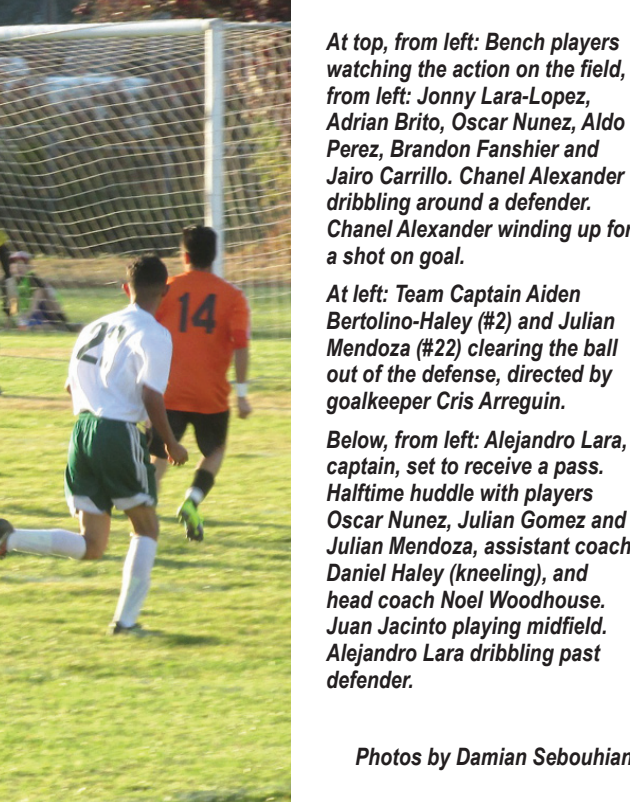 At top, from left: Bench players
watching the action on the field,
from left: Jonny Lara-Lopez,
Adrian Brito, Oscar Nunez, Aldo
Perez, Brandon Fanshier and
Jairo Carrillo. Chanel Alexander
dribbling around a defender.
Chanel Alexander winding up for
a shot on goal.
At left: Team Captain Aiden
Bertolino-Haley (#2) and Julian
Mendoza (#22) clearing the ball
out of the defense, directed by
goalkeeper Cris Arreguin.
Below, from left: Alejandro Lara,
captain, set to receive a pass.
Halftime huddle with players
Oscar Nunez, Julian Gomez and
Julian Mendoza, assistant coach
Daniel Haley (kneeling), and
head coach Noel Woodhouse.
Juan Jacinto playing midfield.
Alejandro Lara dribbling past
defender.
Photos by Damian Sebouhian
14